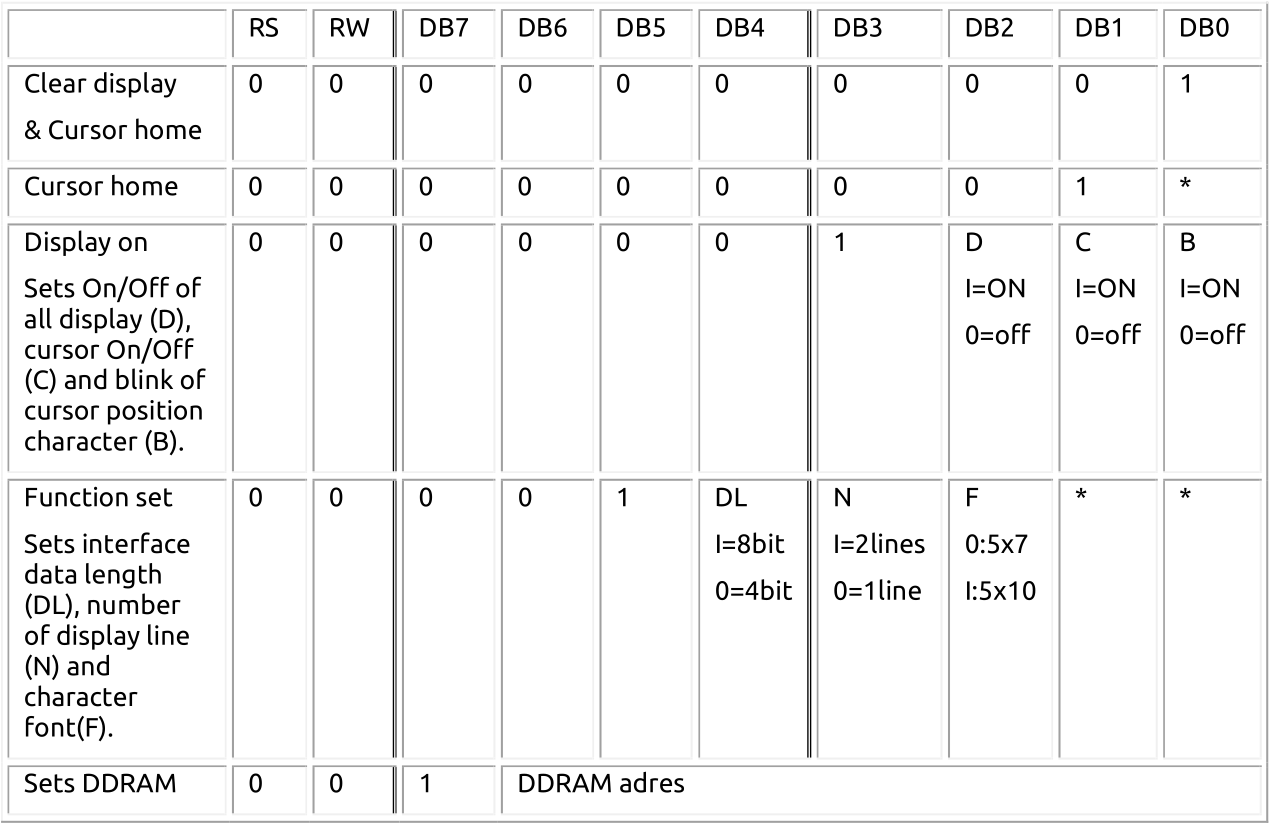 RS RW DB7 DB6 DB5 DB4 DB3 DB2 DB1 DB0
Clear display 0 0 0 0 0 0 0 0 0 1
& Cursor home
Cursor home 0 0 0 0 0 0 0 0 1 *
Display on 0 0 0 0 0 0 1 D C B
Sets On/Off of I=ON I=ON I=ON
all display (D), 0=off 0=off 0=off
cursor On/Off
(C) and blink of
cursor position
character (B).
Function set 0 0 0 0 1 DL N F * *
Sets interface I=8bit I=2lines 0:5x7
data length
(DL), number 0=4bit 0=1line I:5x10
of display line
(N) and
character
font(F).
Sets DDRAM 0 0 1 DDRAM adres